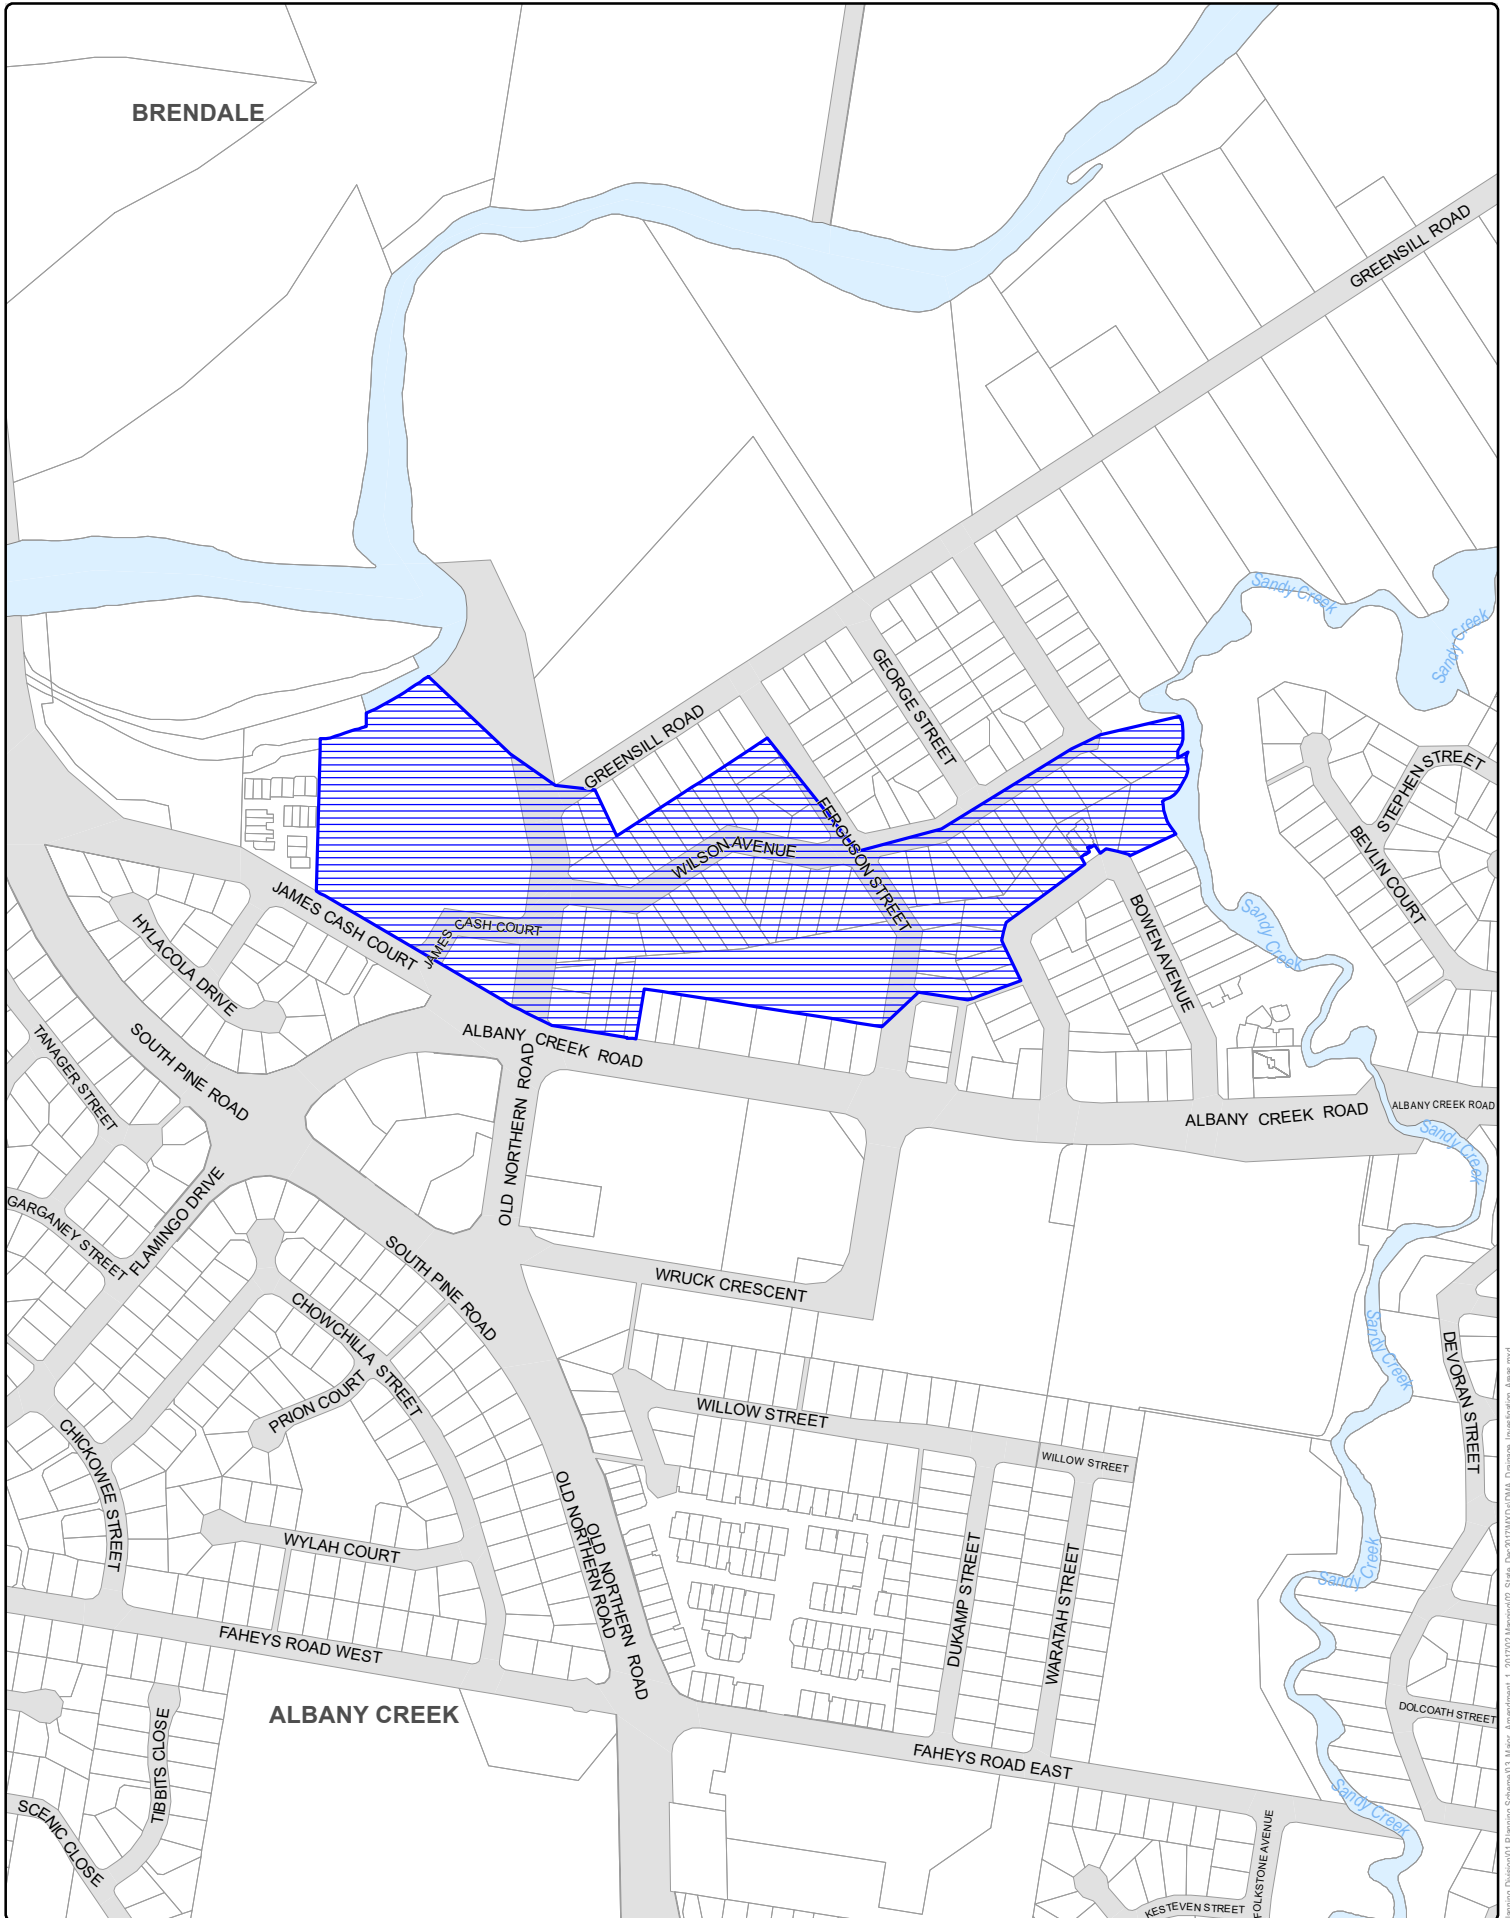 BRENDALE
GREENSILL ROAD
Sandy Creek
Sandy Creek
GEORGE STREET
GREENSILL ROAD
STEPHEN STREET
FERGUSON STREET
WILSON AVENUE
BEVLIN COURT
JAMES CASH COURT
JAMES CASH COURT
HYLACOLA DRIVE
BOWEN AVENUE
Sandy Creek
SOUTH PINE ROAD
TANAGER STREET
ALBANY CREEK ROAD
OLD NORTHERN ROAD
ALBANY CREEK ROAD
ALBANY CREEK ROAD
Sandy Creek
GARGANEY STREET
FLAMINGO DRIVE
SOUTH PINE ROAD
WRUCK CRESCENT
CHOWCHILLA STREET
Sandy Creek
DEVORAN STREET
PRION COURT
WILLOW STREET
WILLOW STREET
CHICKOWEE STREET
OLD NORTHERN ROAD
OLD NORTHERN ROAD
WYLAH COURT
DUKAMP STREET
WARATAH STREET
Sandy Creek
FAHEYS ROAD WEST
ALBANY CREEK
TIBBITS CLOSE
DOLCOATH STREET
FAHEYS ROAD EAST
SCENIC CLOSE
Sandy Creek
FOLKSTONE AVENUE
KESTEVEN STREET